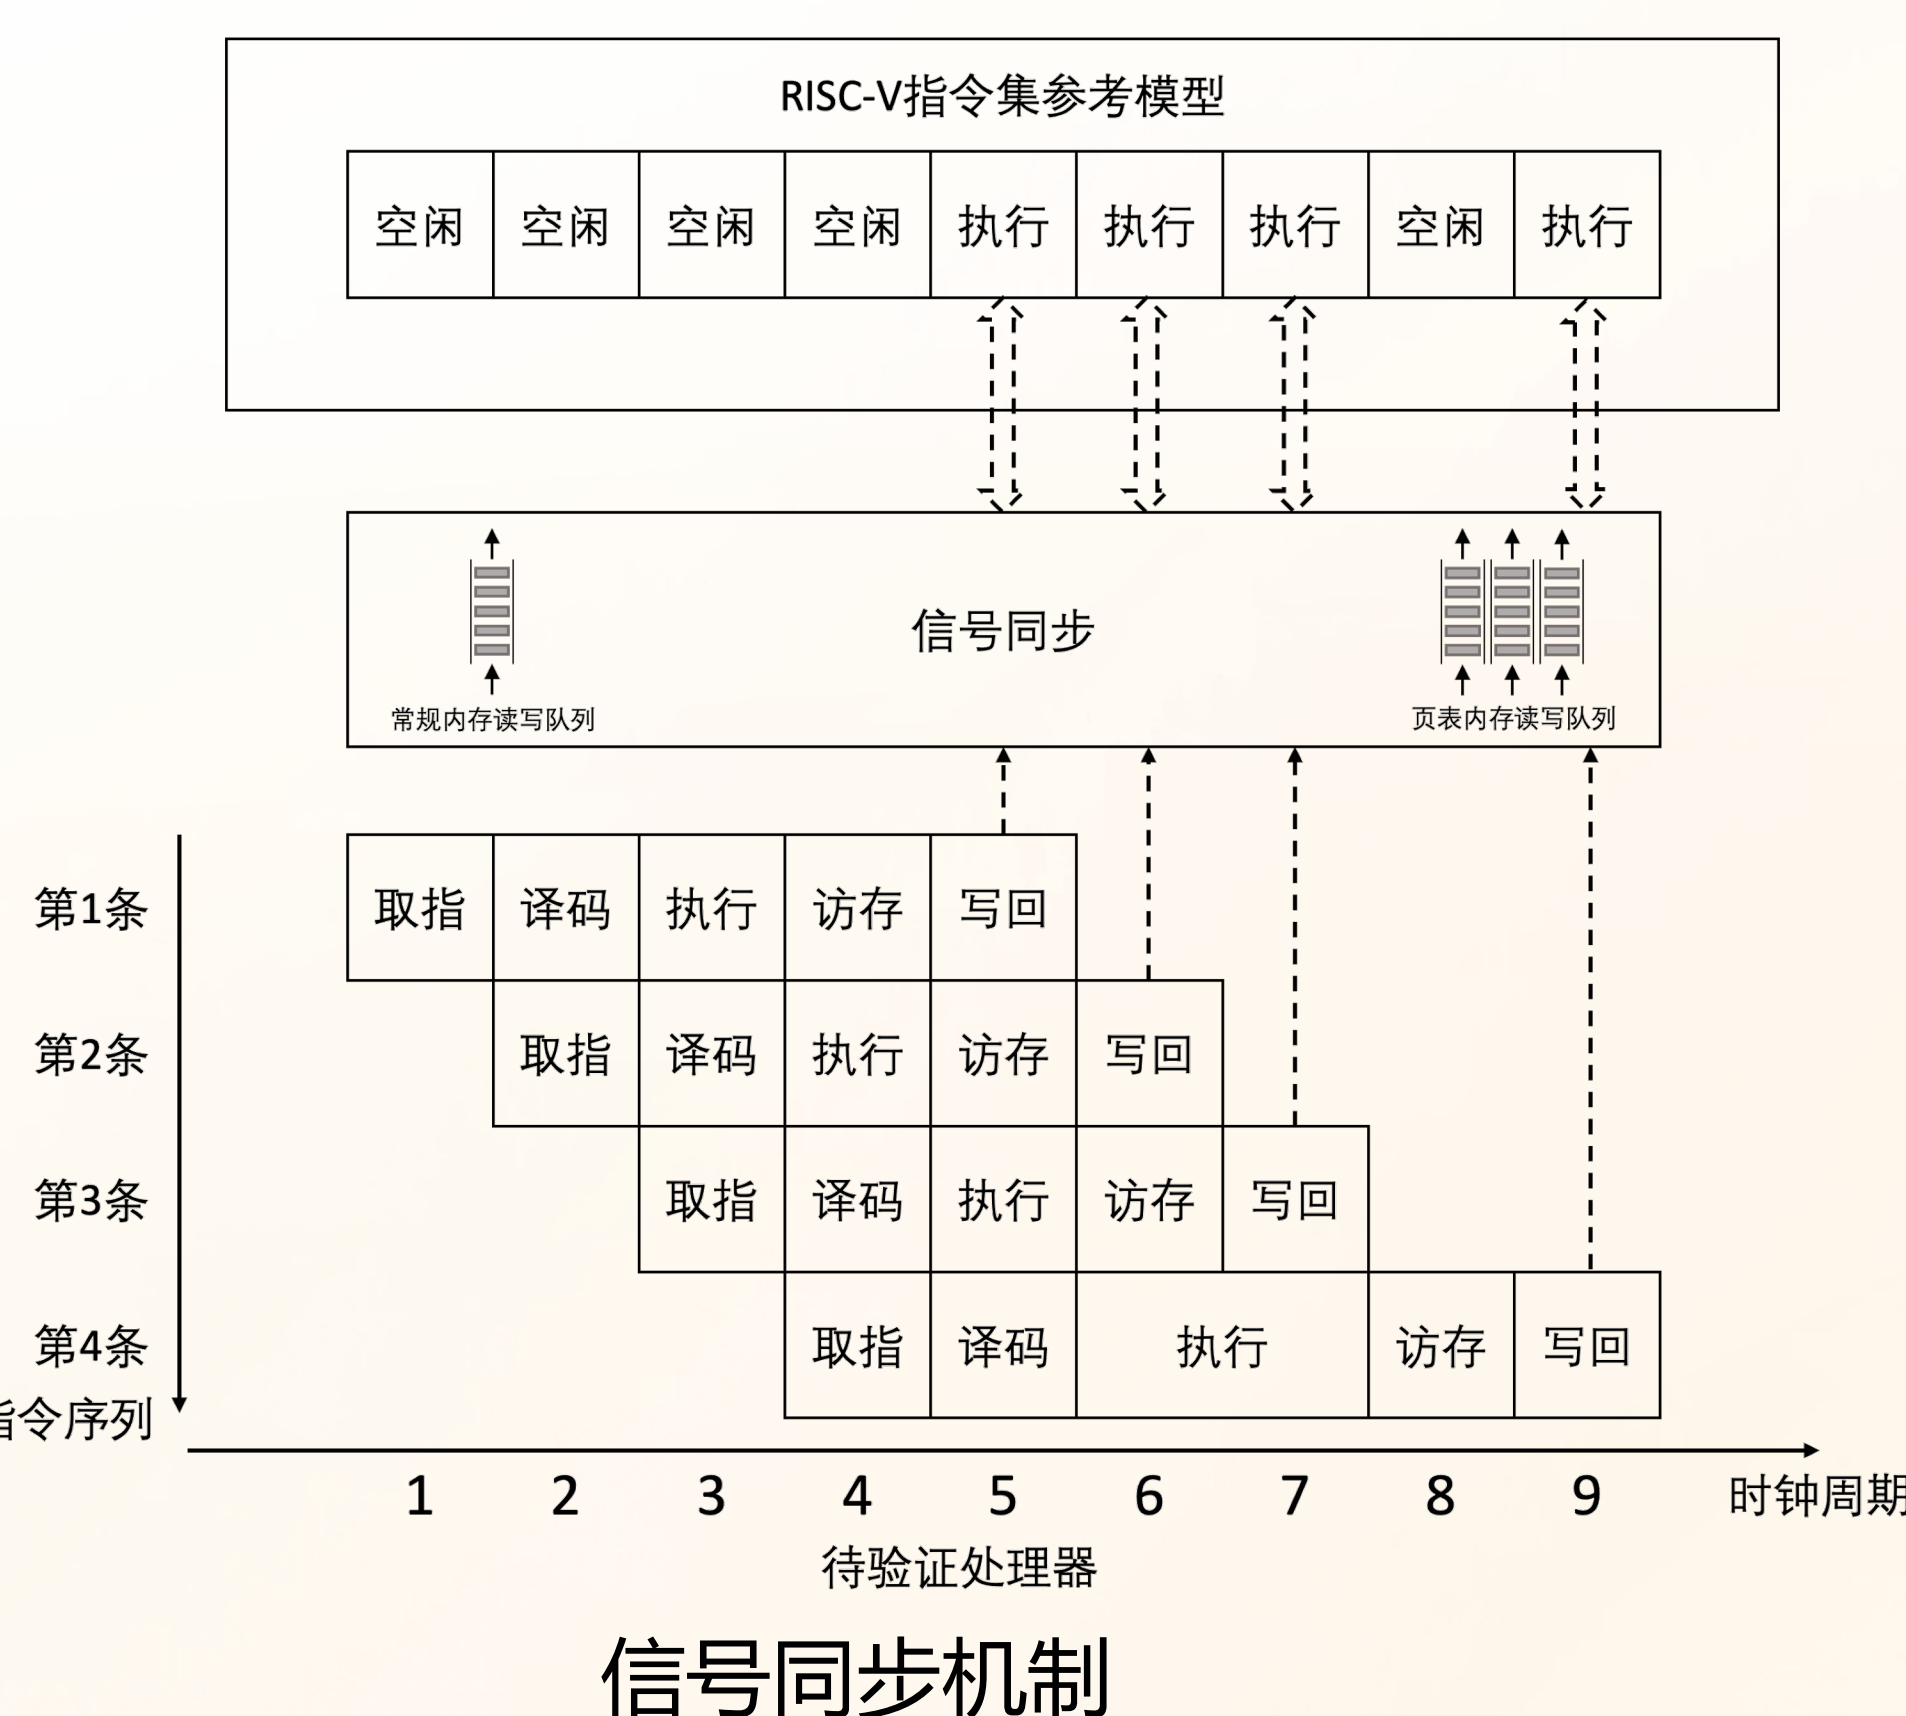 RISC-V指令集参考模型
空闲 空闲 空闲 空闲 执行 执行 执行 空闲 执行
信号同步
常规内存读写队列 页表内存读写队列
第1条 取指 译码 执行 访存 写回
第2条 取指 译码 执行 访存 写回
第3条 取指 译码 执行 访存 写回
第4条 取指 译码 执行 访存 写回
指令序列
1 2 3 4 5 6 7 8 9 时钟周期
待验证处理器
信号同步机制